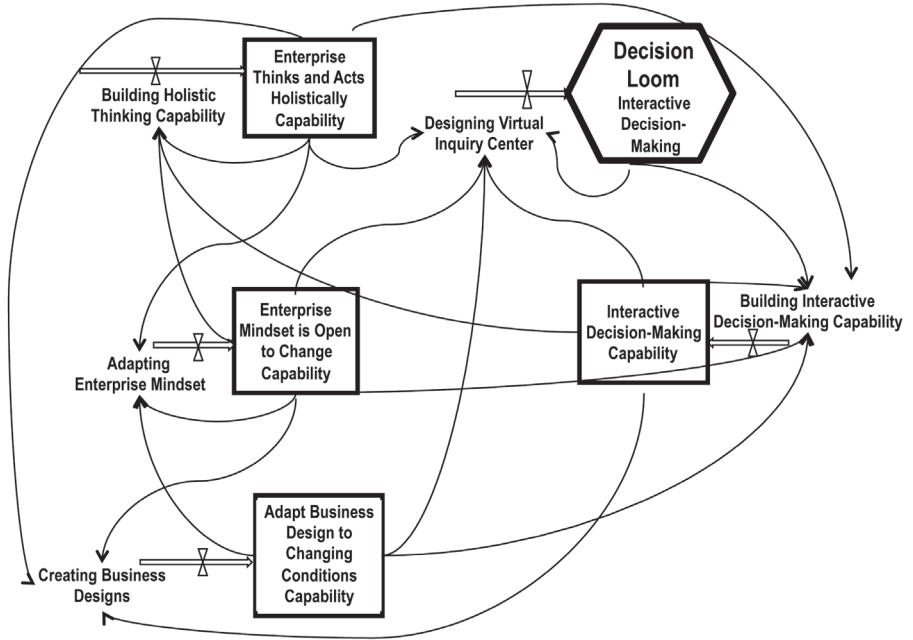 Enterprise
Thinks and Acts
Holistically
Capability
Decision
Loom
Interactive
Decision-
Making
Building Holistic
Thinking Capability
Designing Virtual
Inquiry Center
Enterprise
Mindset is Open
to Change
Capability
Interactive
Decision-Making
Capability
Building Interactive
Decision-Making Capability
Adapting
Enterprise Mindset
Adapt Business
Design to
Changing
Conditions
Capability
Creating Business
Designs